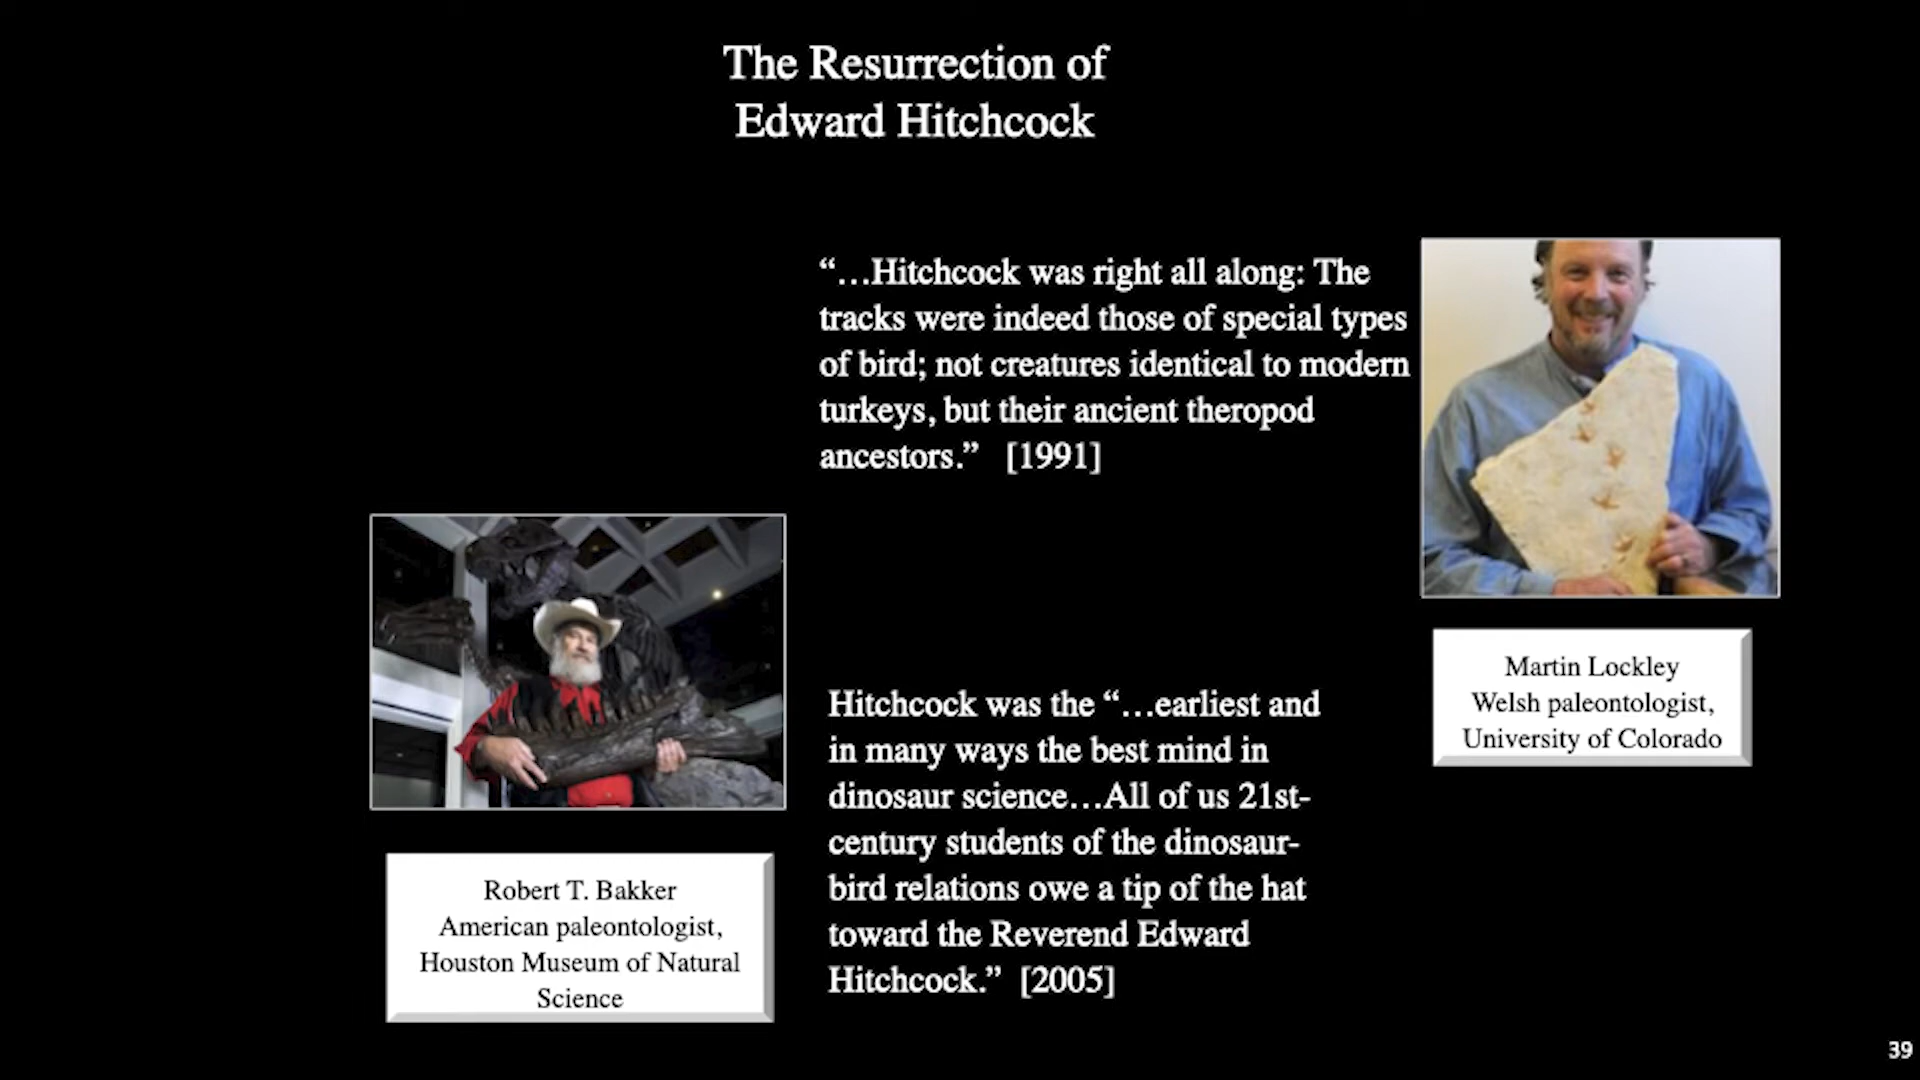 The Resurrection of
Edward Hitchcock
“…Hitchcock was right all along: The
tracks were indeed those of special types
of bird; not creatures identical to modern
turkeys, but their ancient theropod
ancestors.” [1991]
Martin Lockley
Welsh paleontologist,
University of Colorado
Hitchcock was the “…earliest and
in many ways the best mind in
dinosaur science…All of us 21st-
century students of the dinosaur-
bird relations owe a tip of the hat
toward the Reverend Edward
Hitchcock.” [2005]
Robert T. Bakker
American paleontologist,
Houston Museum of Natural
Science
39